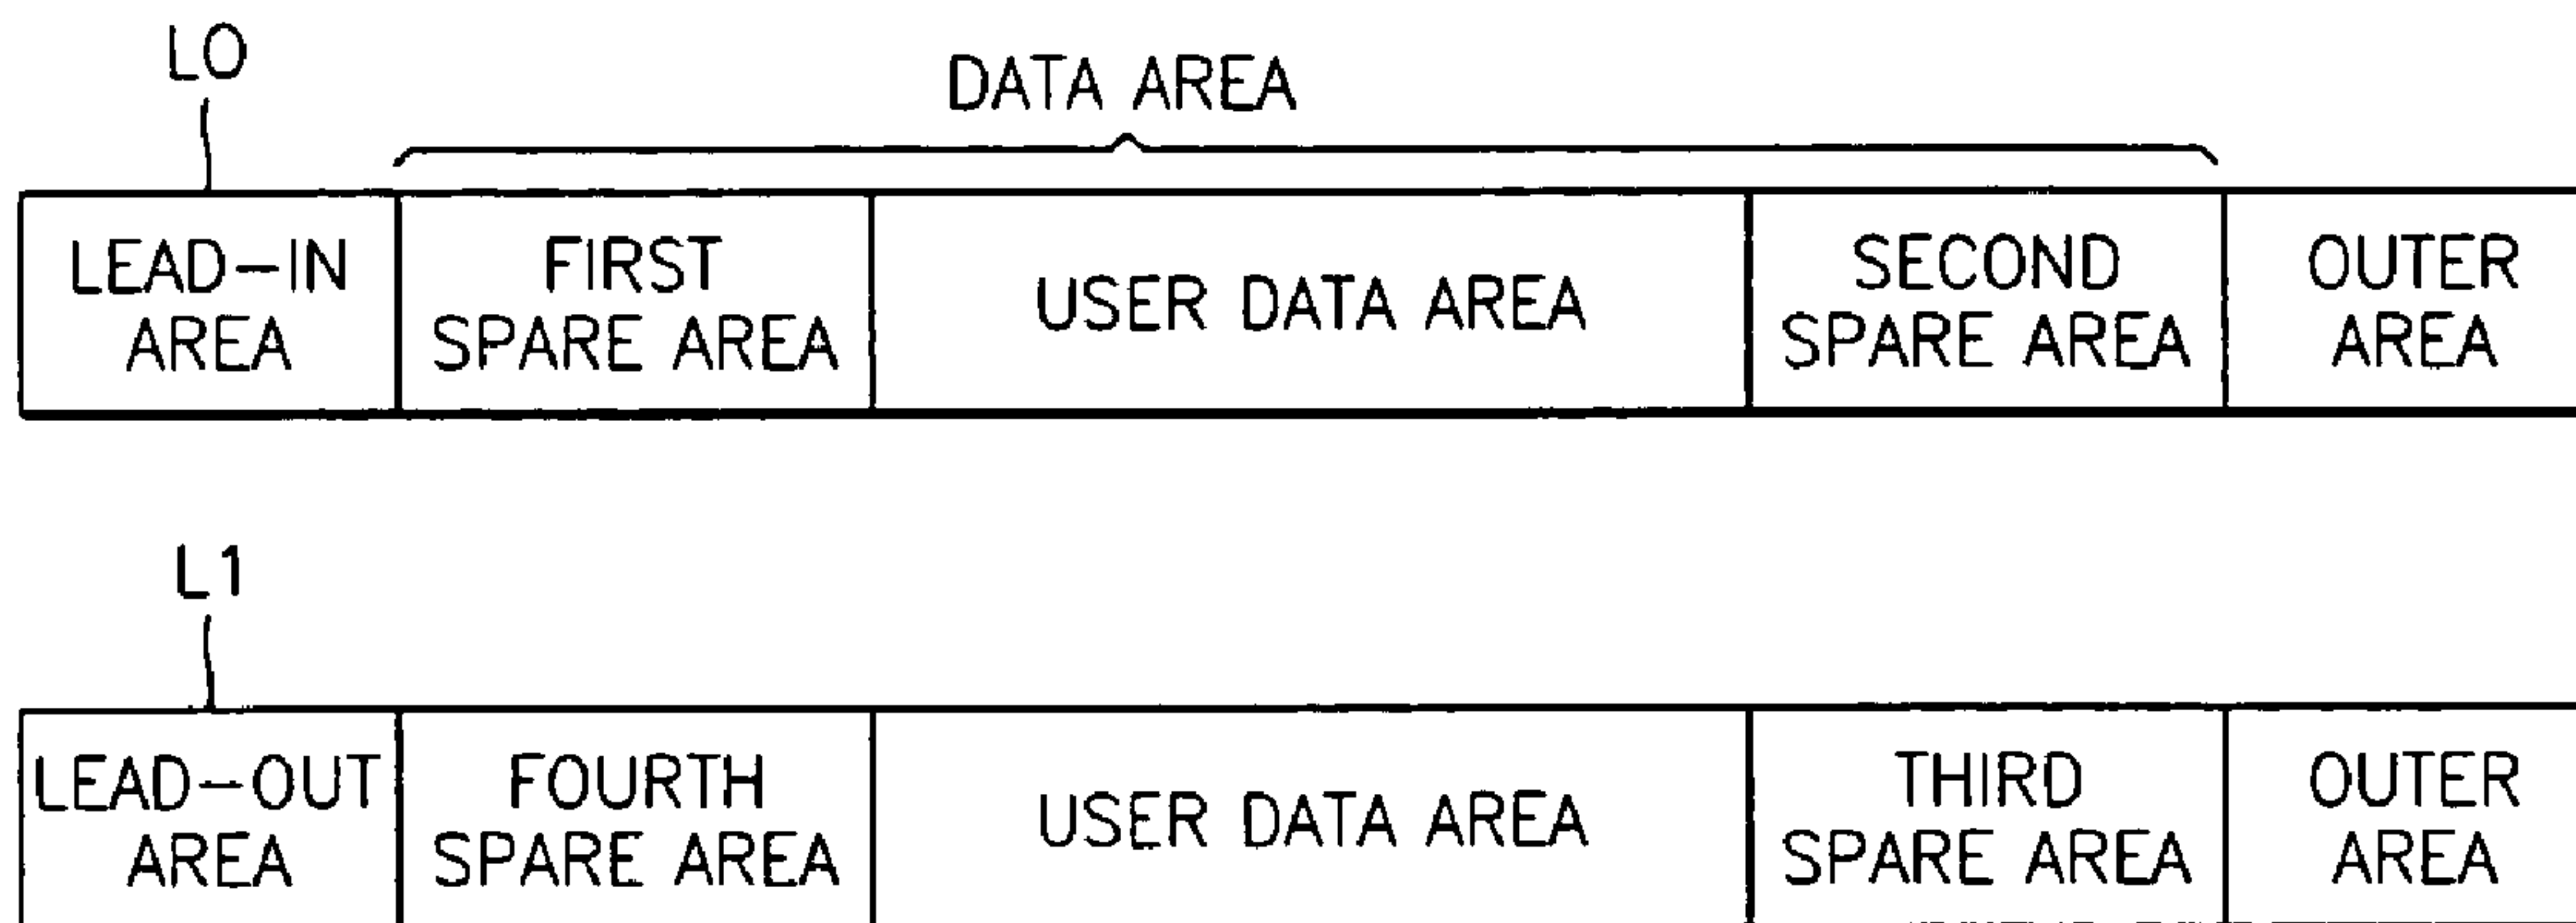 L0
DATA AREA
LEAD-IN
AREA
FIRST
SPARE AREA
USER DATA AREA
SECOND
SPARE AREA
OUTER
AREA
L1
LEAD-OUT
AREA
FOURTH
SPARE AREA
USER DATA AREA
THIRD
SPARE AREA
OUTER
AREA